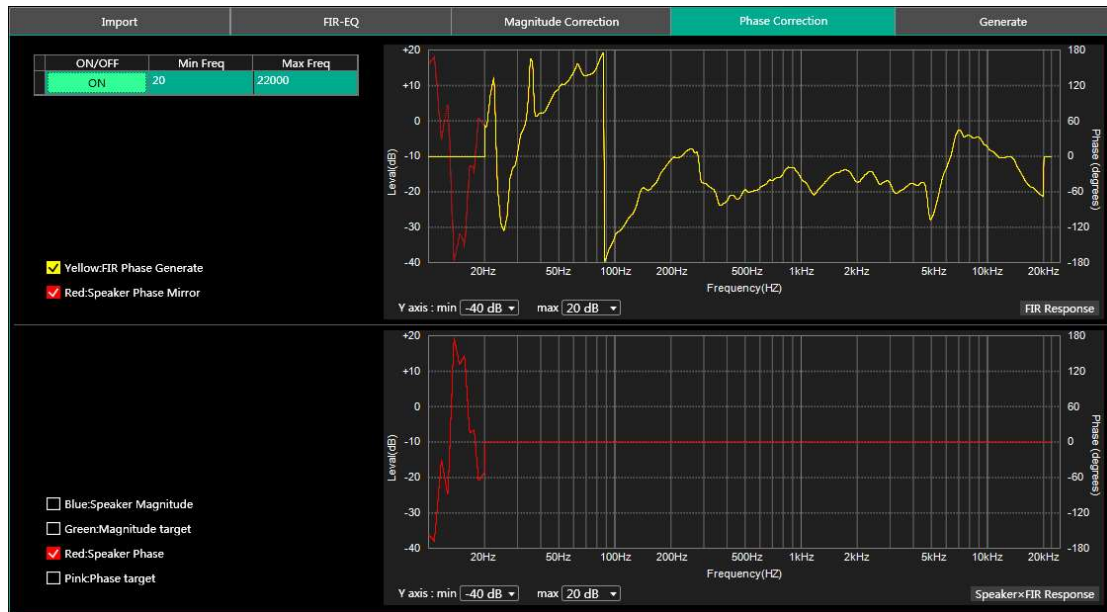 Import FIR-EQ Magnitude Correction Phase Correction Generate
ON/OFF Min Freq Max Freq
ON 20 22000
Yellow:FIR Phase Generate
Red:Speaker Phase Mirror
+20 180
+10 120
0 60
-10 0
-20 -60
-30 -120
-40 -180
Leval(dB)
Phase (degrees)
20Hz 50Hz 100Hz 200Hz 500Hz 1kHz 2kHz 5kHz 10kHz 20kHz
Frequency(HZ)
Y axis : min -40 dB max 20 dB FIR Response
Blue:Speaker Magnitude
Green:Magnitude target
Red:Speaker Phase
Pink:Phase target
+20 180
+10 120
0 60
-10 0
-20 -60
-30 -120
-40 -180
Leval(dB)
Phase (degrees)
20Hz 50Hz 100Hz 200Hz 500Hz 1kHz 2kHz 5kHz 10kHz 20kHz
Frequency(HZ)
Y axis : min -40 dB max 20 dB Speaker×FIR Response